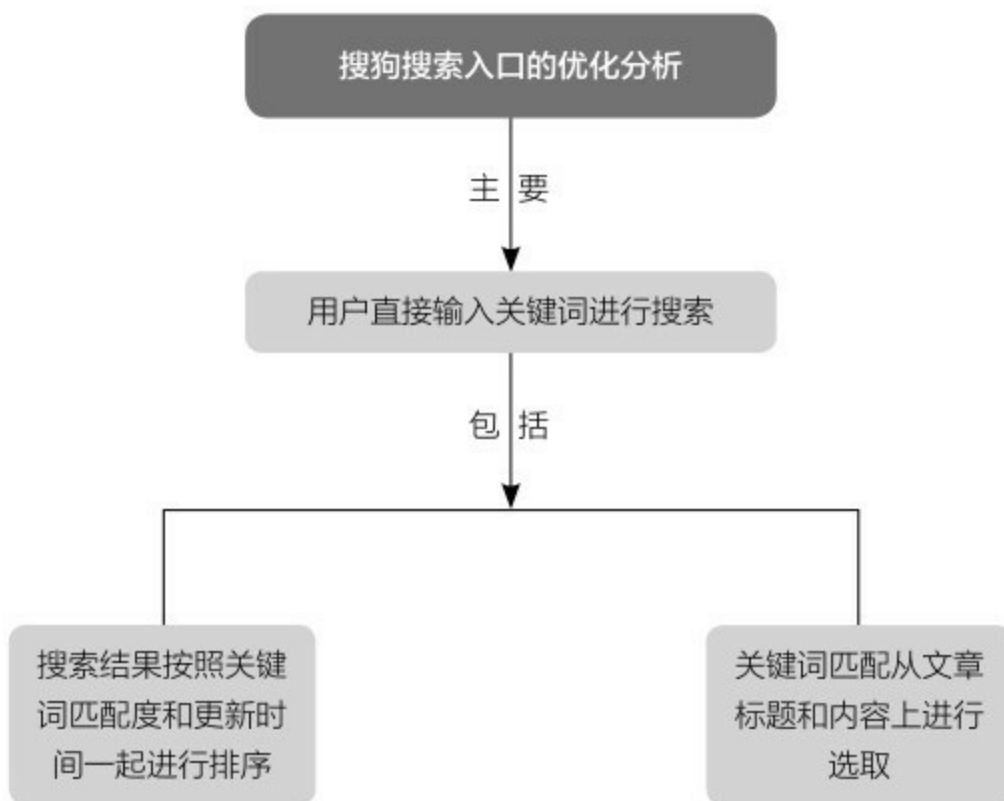 搜狗搜索入口的优化分析
主要
用户直接输入关键词进行搜索
包括
搜索结果按照关键
词匹配度和更新时
间一起进行排序
关键词匹配从文章
标题和内容上进行
选取